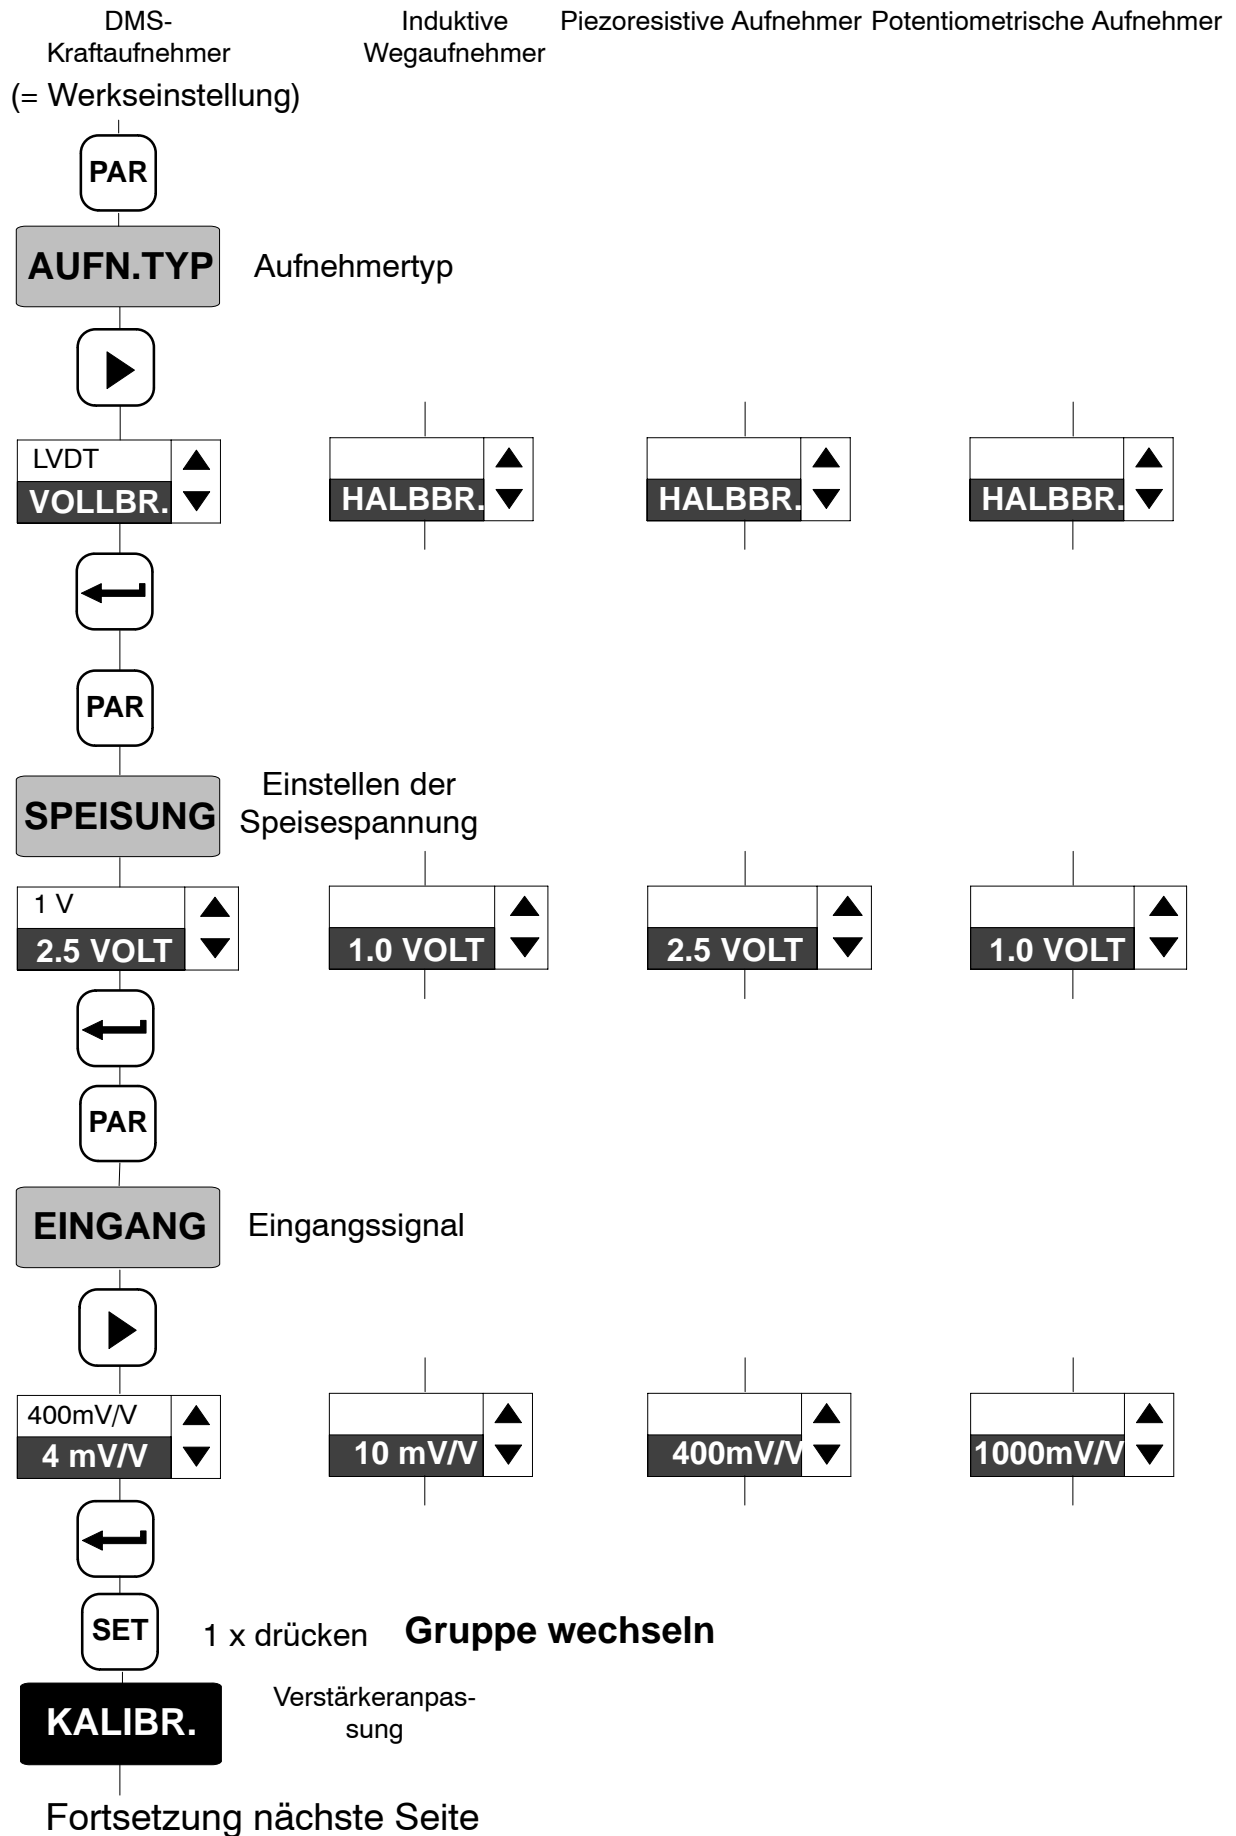 DMS-
Kraftaufnehmer
Induktive
Wegaufnehmer
Piezoresistive Aufnehmer
Potentiometrische Aufnehmer
(= Werkseinstellung)
PAR
AUFN.TYP
Aufnehmertyp
LVDT
VOLLBR.
HALBBR.
HALBBR.
HALBBR.
PAR
SPEISUNG
Einstellen der
Speisespannung
1 V
2.5 VOLT
1.0 VOLT
2.5 VOLT
1.0 VOLT
PAR
EINGANG
Eingangssignal
400mV/V
4 mV/V
10 mV/V
400mV/V
1000mV/V
SET
1 x drücken
Gruppe wechseln
KALIBR.
Verstärkeranpas-
sung
Fortsetzung nächste Seite